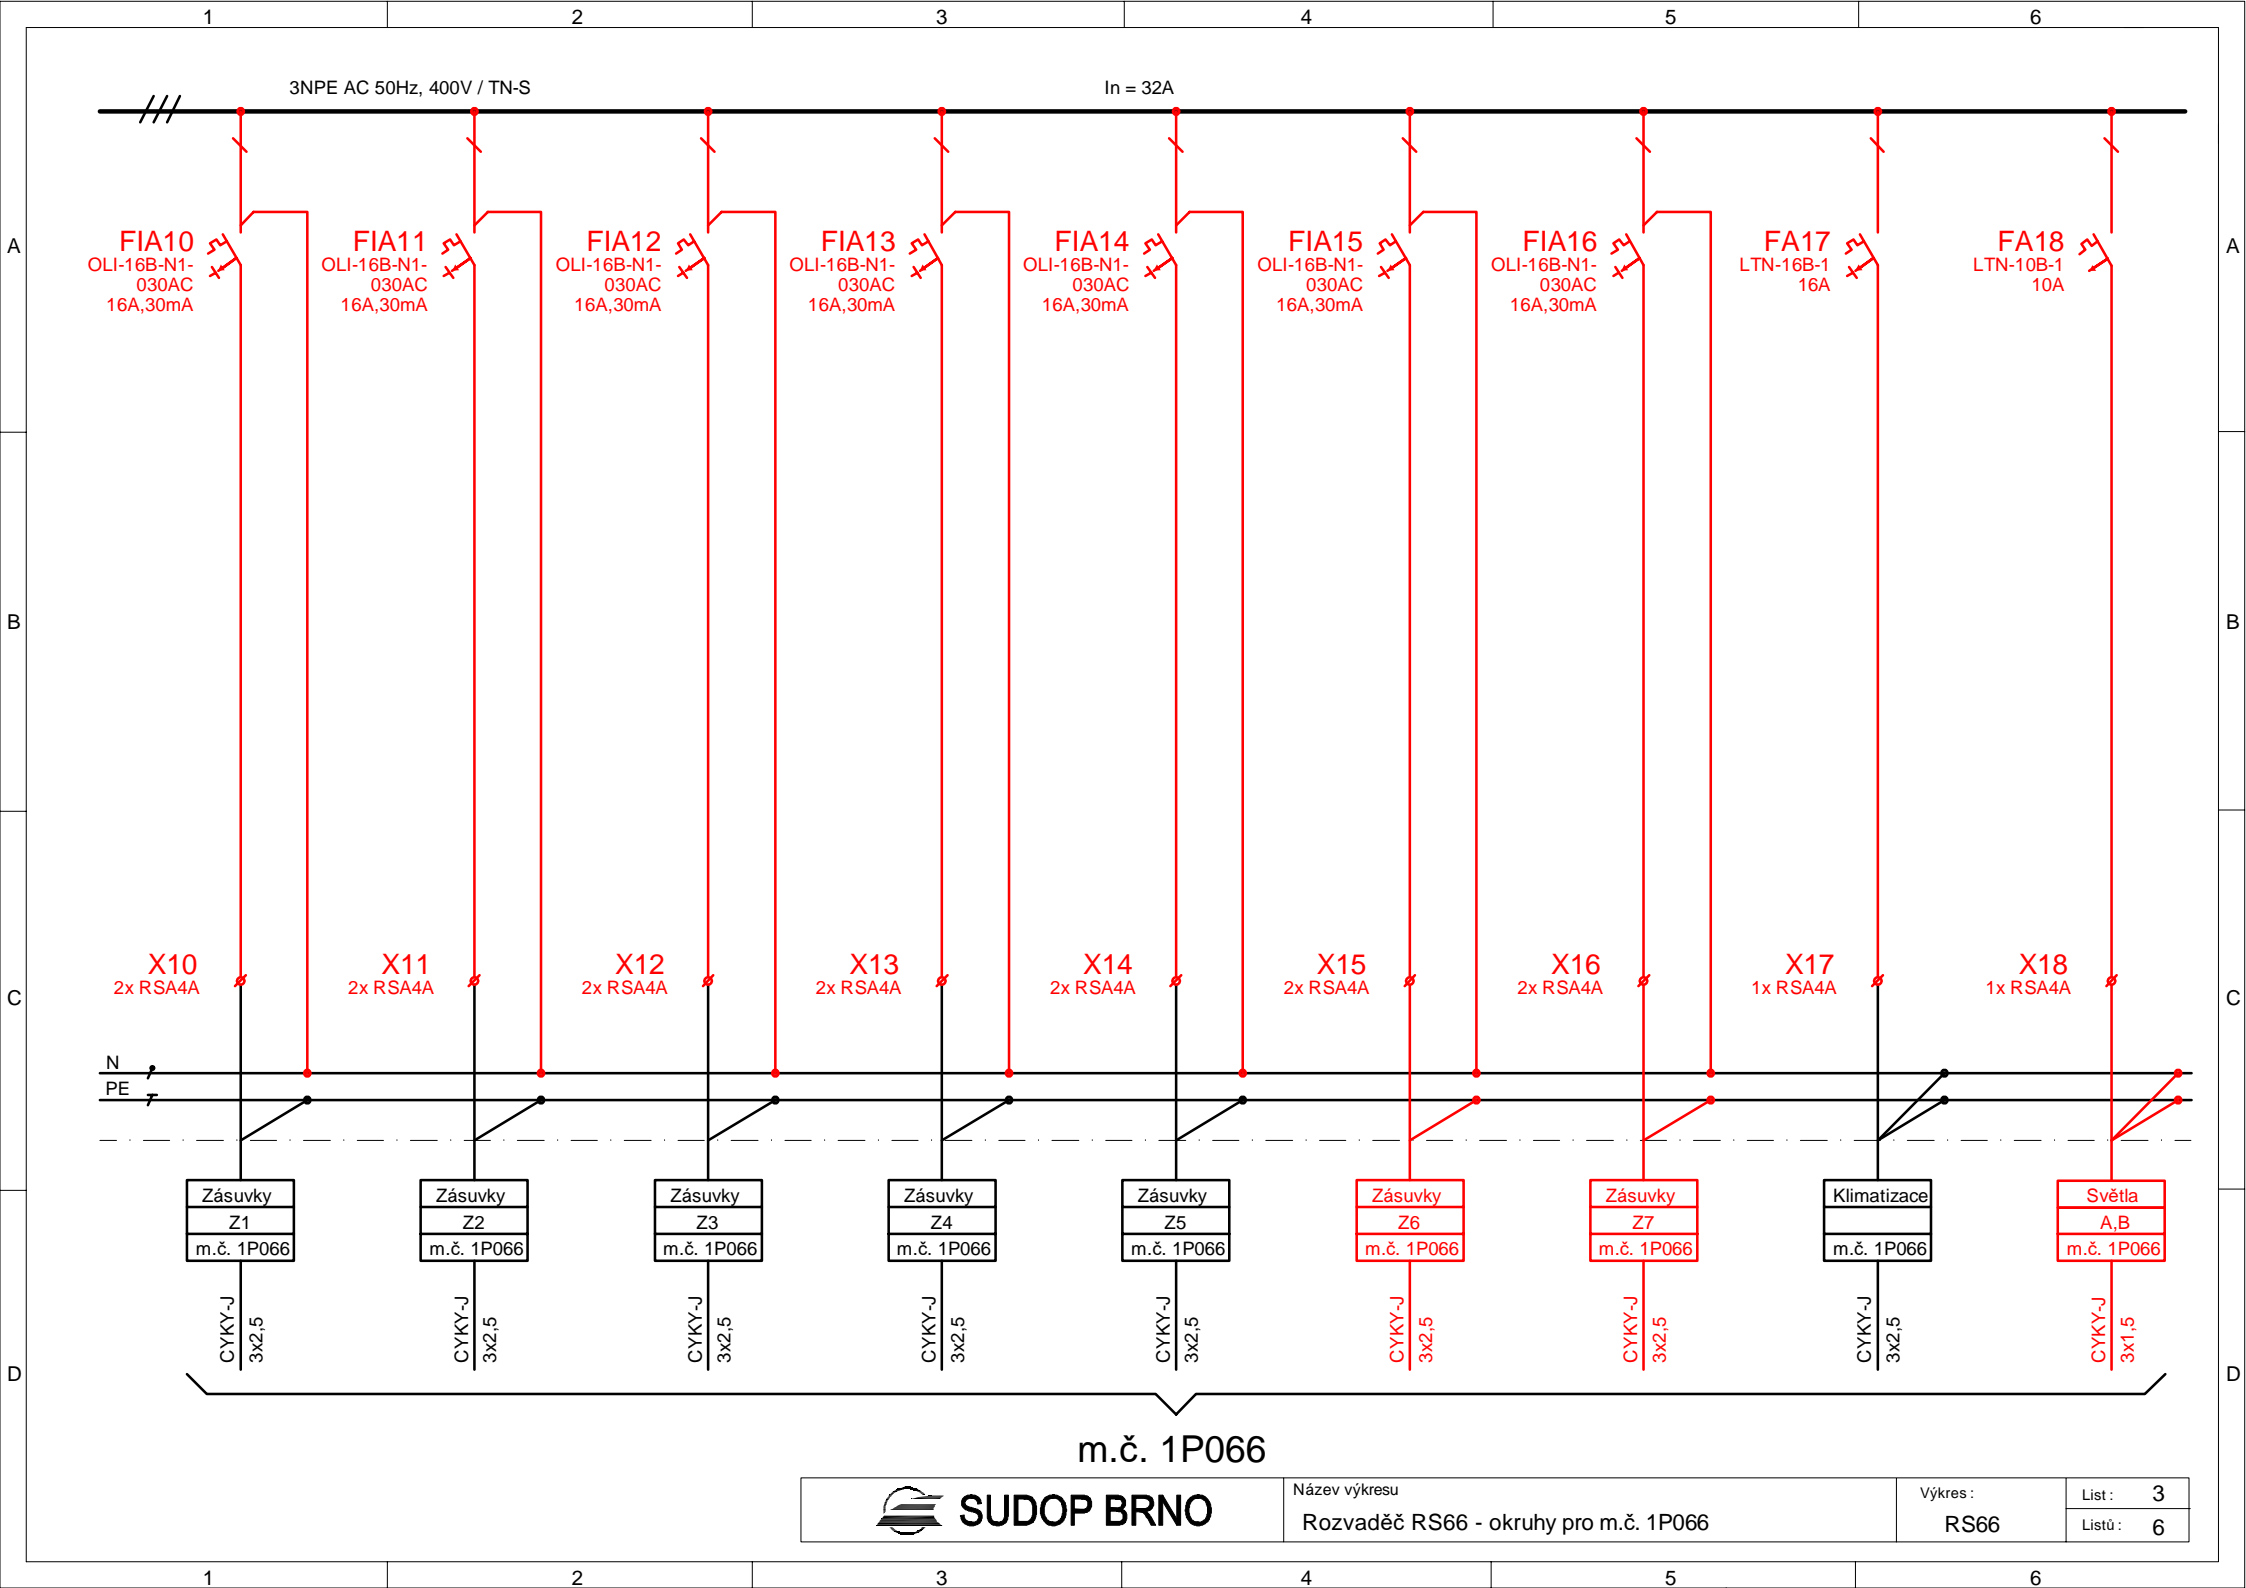 1 2 3 4 5 6
3NPE AC 50Hz, 400V / TN-S
In = 32A
A
A
FIA10
OLI-16B-N1-
030AC
16A,30mA
FIA11
OLI-16B-N1-
030AC
16A,30mA
FIA12
OLI-16B-N1-
030AC
16A,30mA
FIA13
OLI-16B-N1-
030AC
16A,30mA
FIA14
OLI-16B-N1-
030AC
16A,30mA
FIA15
OLI-16B-N1-
030AC
16A,30mA
FIA16
OLI-16B-N1-
030AC
16A,30mA
FA17
LTN-16B-1
16A
FA18
LTN-10B-1
10A
B
B
X10
2x RSA4A
X11
2x RSA4A
X12
2x RSA4A
X13
2x RSA4A
X14
2x RSA4A
X15
2x RSA4A
X16
2x RSA4A
X17
1x RSA4A
X18
1x RSA4A
C
C
N
PE
Zásuvky
Z1
m.č. 1P066
Zásuvky
Z2
m.č. 1P066
Zásuvky
Z3
m.č. 1P066
Zásuvky
Z4
m.č. 1P066
Zásuvky
Z5
m.č. 1P066
Zásuvky
Z6
m.č. 1P066
Zásuvky
Z7
m.č. 1P066
Klimatizace
m.č. 1P066
Světla
A,B
m.č. 1P066
CYKY-J
3x2,5
CYKY-J
3x2,5
CYKY-J
3x2,5
CYKY-J
3x2,5
CYKY-J
3x2,5
CYKY-J
3x2,5
CYKY-J
3x2,5
CYKY-J
3x2,5
CYKY-J
3x1,5
D
D
m.č. 1P066
SUDOP BRNO
Název výkresu
Rozvaděč RS66 - okruhy pro m.č. 1P066
Výkres :
RS66
List : 3
Listů : 6
1 2 3 4 5 6